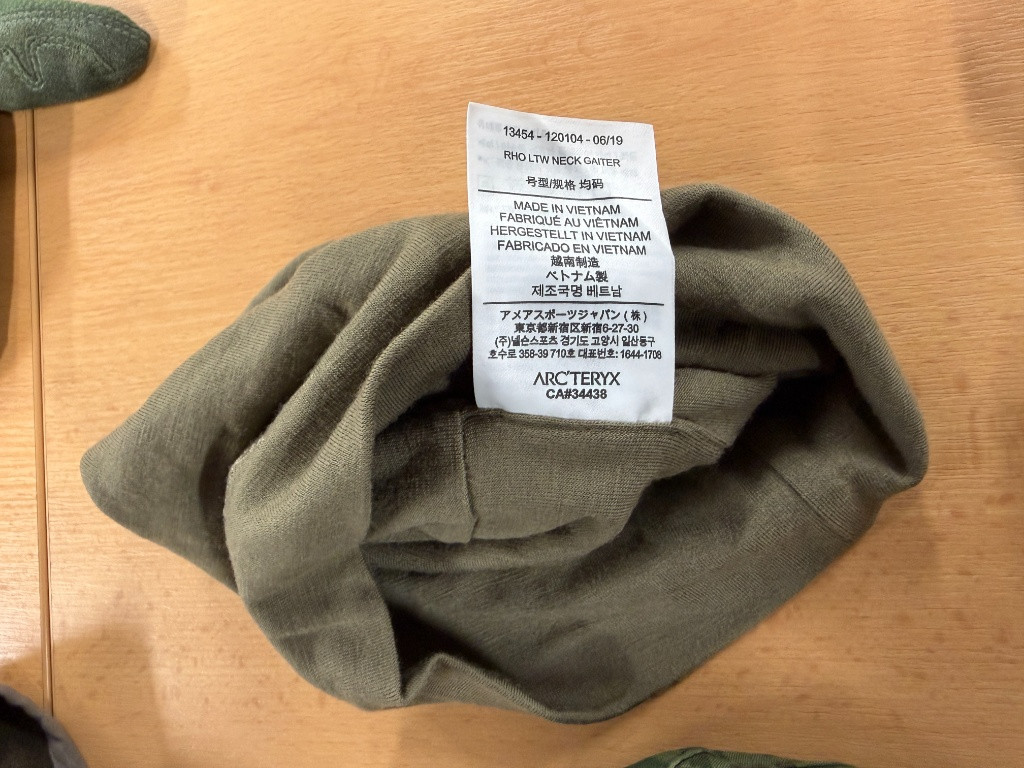 13454 - 120104 - 06/19
RHO LTW NECK GAITER
号型/规格 均码
MADE IN VIETNAM
FABRIQUÉ AU VIÊTNAM
HERGESTELLT IN VIETNAM
FABRICADO EN VIETNAM
越南制造
ベトナム製
제조국명 베트남
アメアスポーツジャパン ( 株 )
東京都新宿区新宿6-27-30
(주)넬슨스포츠 경기도 고양시 일산동구
호수로 358-39 710호 대표번호: 1644-1708
ARC'TERYX
CA#34438